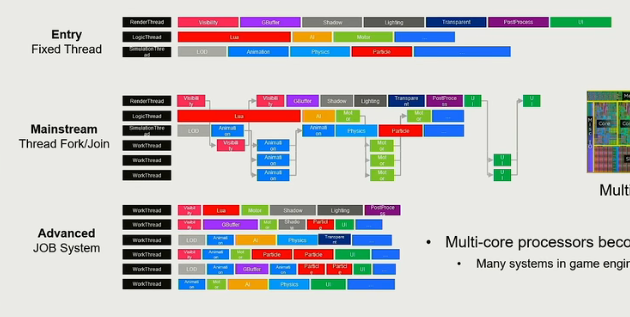 Entry
Fixed Thread
RenderThread Visibility GBuffer Shadow Lighting Transparent PostProcess UI
LogicThread Lua AI Motor ...
SimulationThread LOD Animation Physics Particle
Mainstream
Thread Fork/Join
RenderThread Visibility Visibility GBuffer Shadow Lighting Transparent PostProcess UI UI
LogicThread Lua AI Motor Motor ...
SimulationThread LOD Animation Animation Physics Particle
WorkThread Visibility Animation Motor
WorkThread Animation Motor UI
WorkThread Animation Motor UI
Core
Multi
Advanced
JOB System
WorkThread Visibility Lua Motor Shadow Lighting PostProcess
WorkThread Visibility GBuffer Shadow Particle UI
WorkThread LOD Animation AI Physics Transparent
WorkThread Visibility Animation Motor Particle Particle UI
WorkThread LOD Animation GBuffer Animation Particle Particle UI
WorkThread Animation Motor AI Physics UI
• Multi-core processors beco
• Many systems in game engin